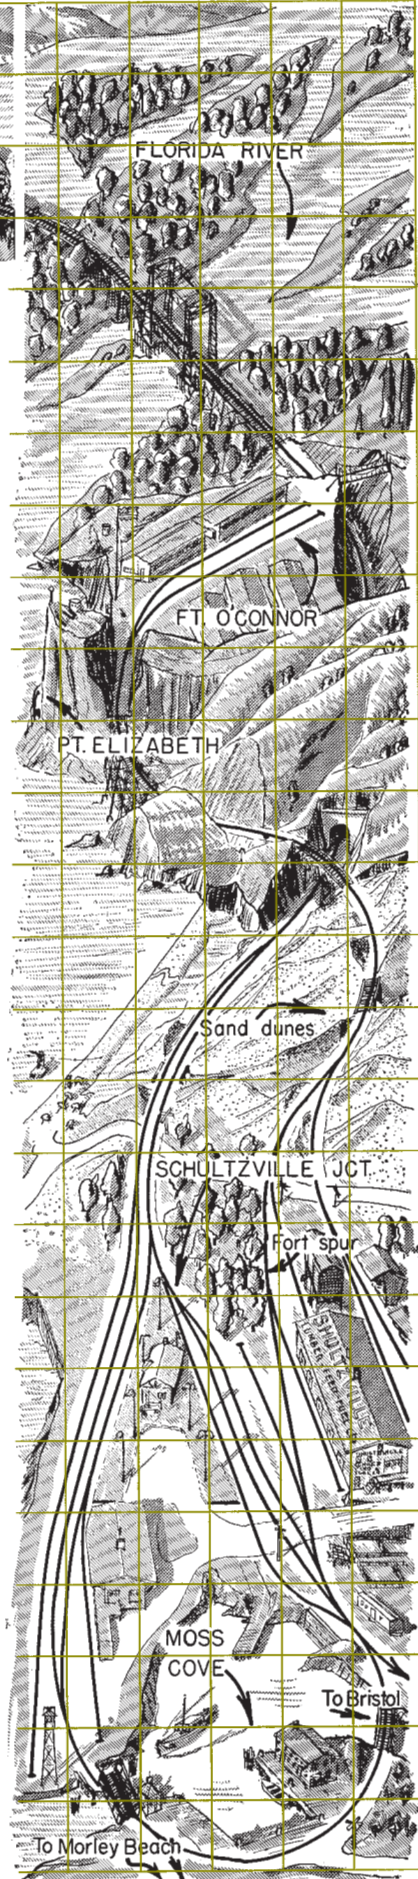 FLORIDA RIVER
FT. O'CONNOR
PT. ELIZABETH
Sand dunes
SCHULTZVILLE JCT.
Fort spur
MOSS
COVE
To Bristol
To Morley Beach